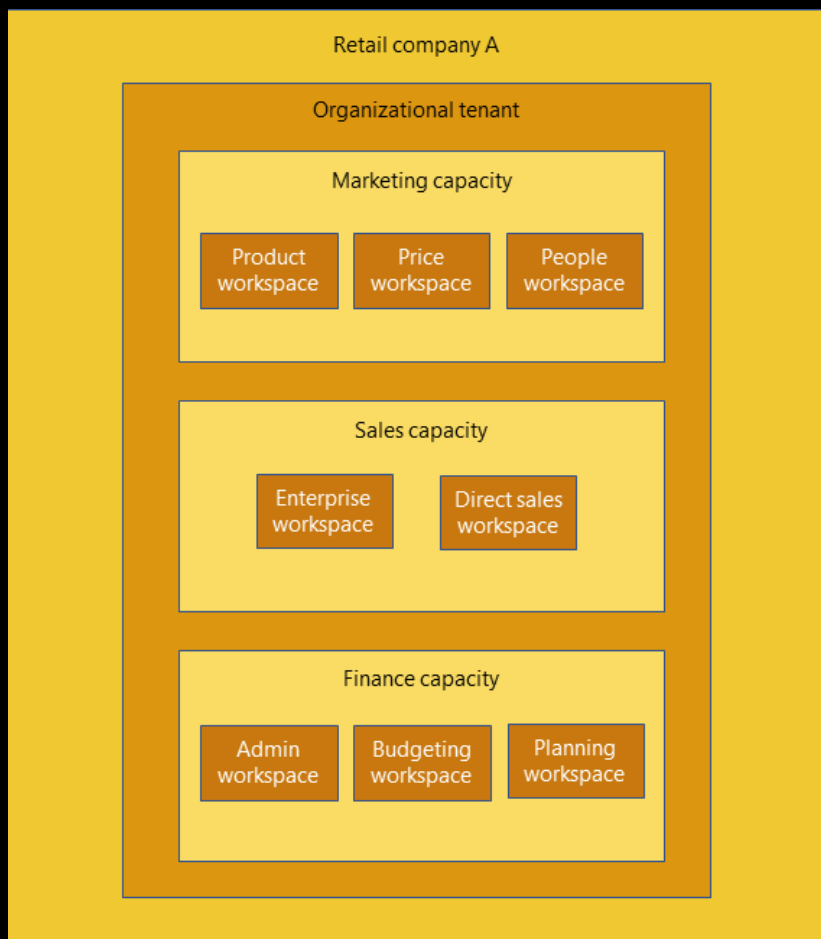 Retail company A
Organizational tenant
Marketing capacity
Product
workspace
Price
workspace
People
workspace
Sales capacity
Enterprise
workspace
Direct sales
workspace
Finance capacity
Admin
workspace
Budgeting
workspace
Planning
workspace